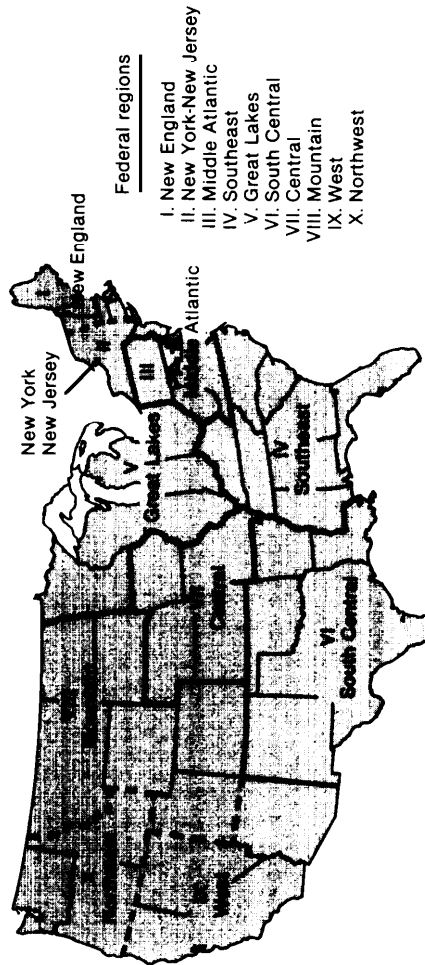 New York
New Jersey
New England
Middle Atlantic
III
V
Great Lakes
IV
Southeast
VI
South Central
Central
West
Federal regions
I. New England
II. New York-New Jersey
III. Middle Atlantic
IV. Southeast
V. Great Lakes
VI. South Central
VII. Central
VIII. Mountain
IX. West
X. Northwest